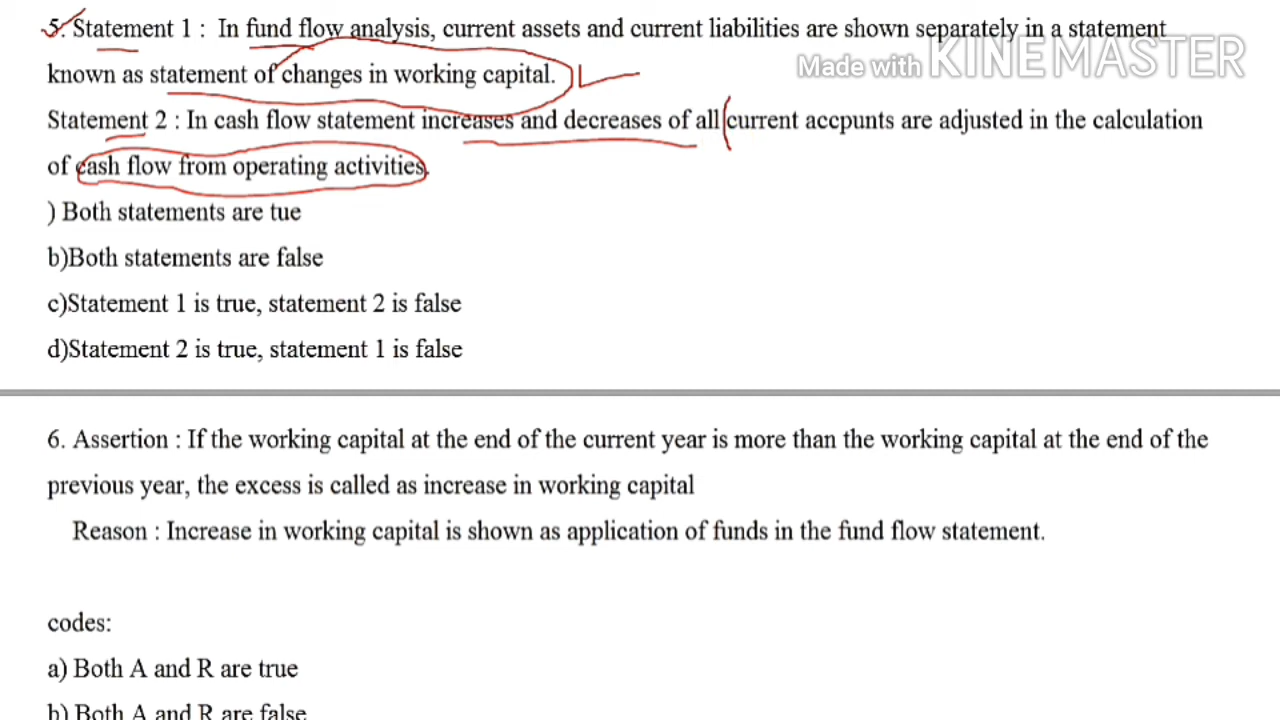 5. Statement 1 : In fund flow analysis, current assets and current liabilities are shown separately in a statement
known as statement of changes in working capital.
Made with KINEMASTER
Statement 2 : In cash flow statement increases and decreases of all current accpunts are adjusted in the calculation
of cash flow from operating activities.
) Both statements are tue
b)Both statements are false
c)Statement 1 is true, statement 2 is false
d)Statement 2 is true, statement 1 is false
6. Assertion : If the working capital at the end of the current year is more than the working capital at the end of the
previous year, the excess is called as increase in working capital
Reason : Increase in working capital is shown as application of funds in the fund flow statement.
codes:
a) Both A and R are true
b) Both A and R are false